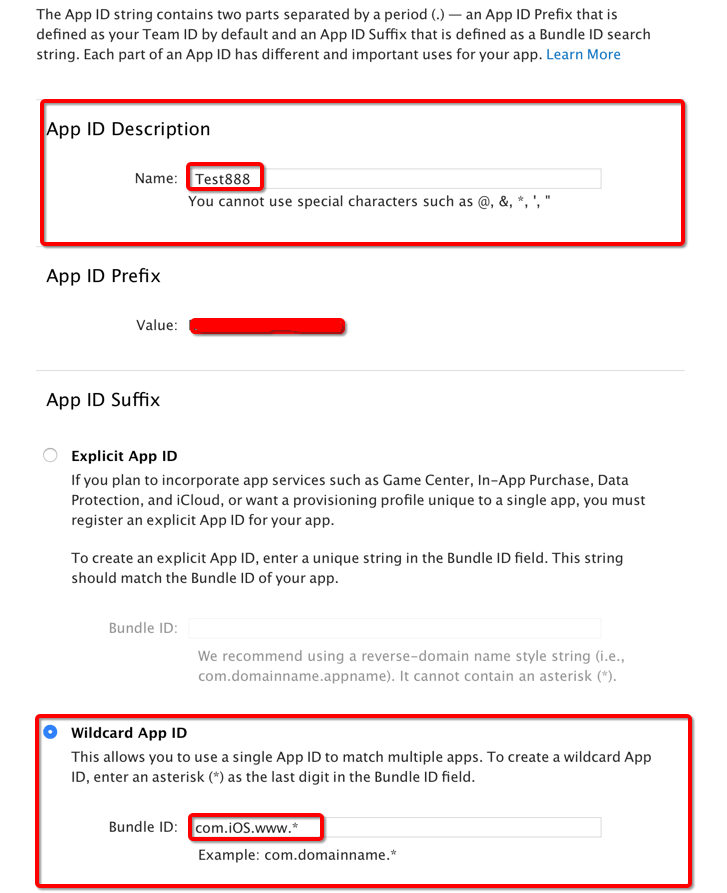 The App ID string contains two parts separated by a period (.) — an App ID Prefix that is
defined as your Team ID by default and an App ID Suffix that is defined as a Bundle ID search
string. Each part of an App ID has different and important uses for your app. Learn More
App ID Description
Name: Test888
You cannot use special characters such as @, &, *, ', "
App ID Prefix
Value:
App ID Suffix
Explicit App ID
If you plan to incorporate app services such as Game Center, In-App Purchase, Data
Protection, and iCloud, or want a provisioning profile unique to a single app, you must
register an explicit App ID for your app.
To create an explicit App ID, enter a unique string in the Bundle ID field. This string
should match the Bundle ID of your app.
Bundle ID:
We recommend using a reverse-domain name style string (i.e.,
com.domainname.appname). It cannot contain an asterisk (*).
Wildcard App ID
This allows you to use a single App ID to match multiple apps. To create a wildcard App
ID, enter an asterisk (*) as the last digit in the Bundle ID field.
Bundle ID: com.iOS.www.*
Example: com.domainname.*